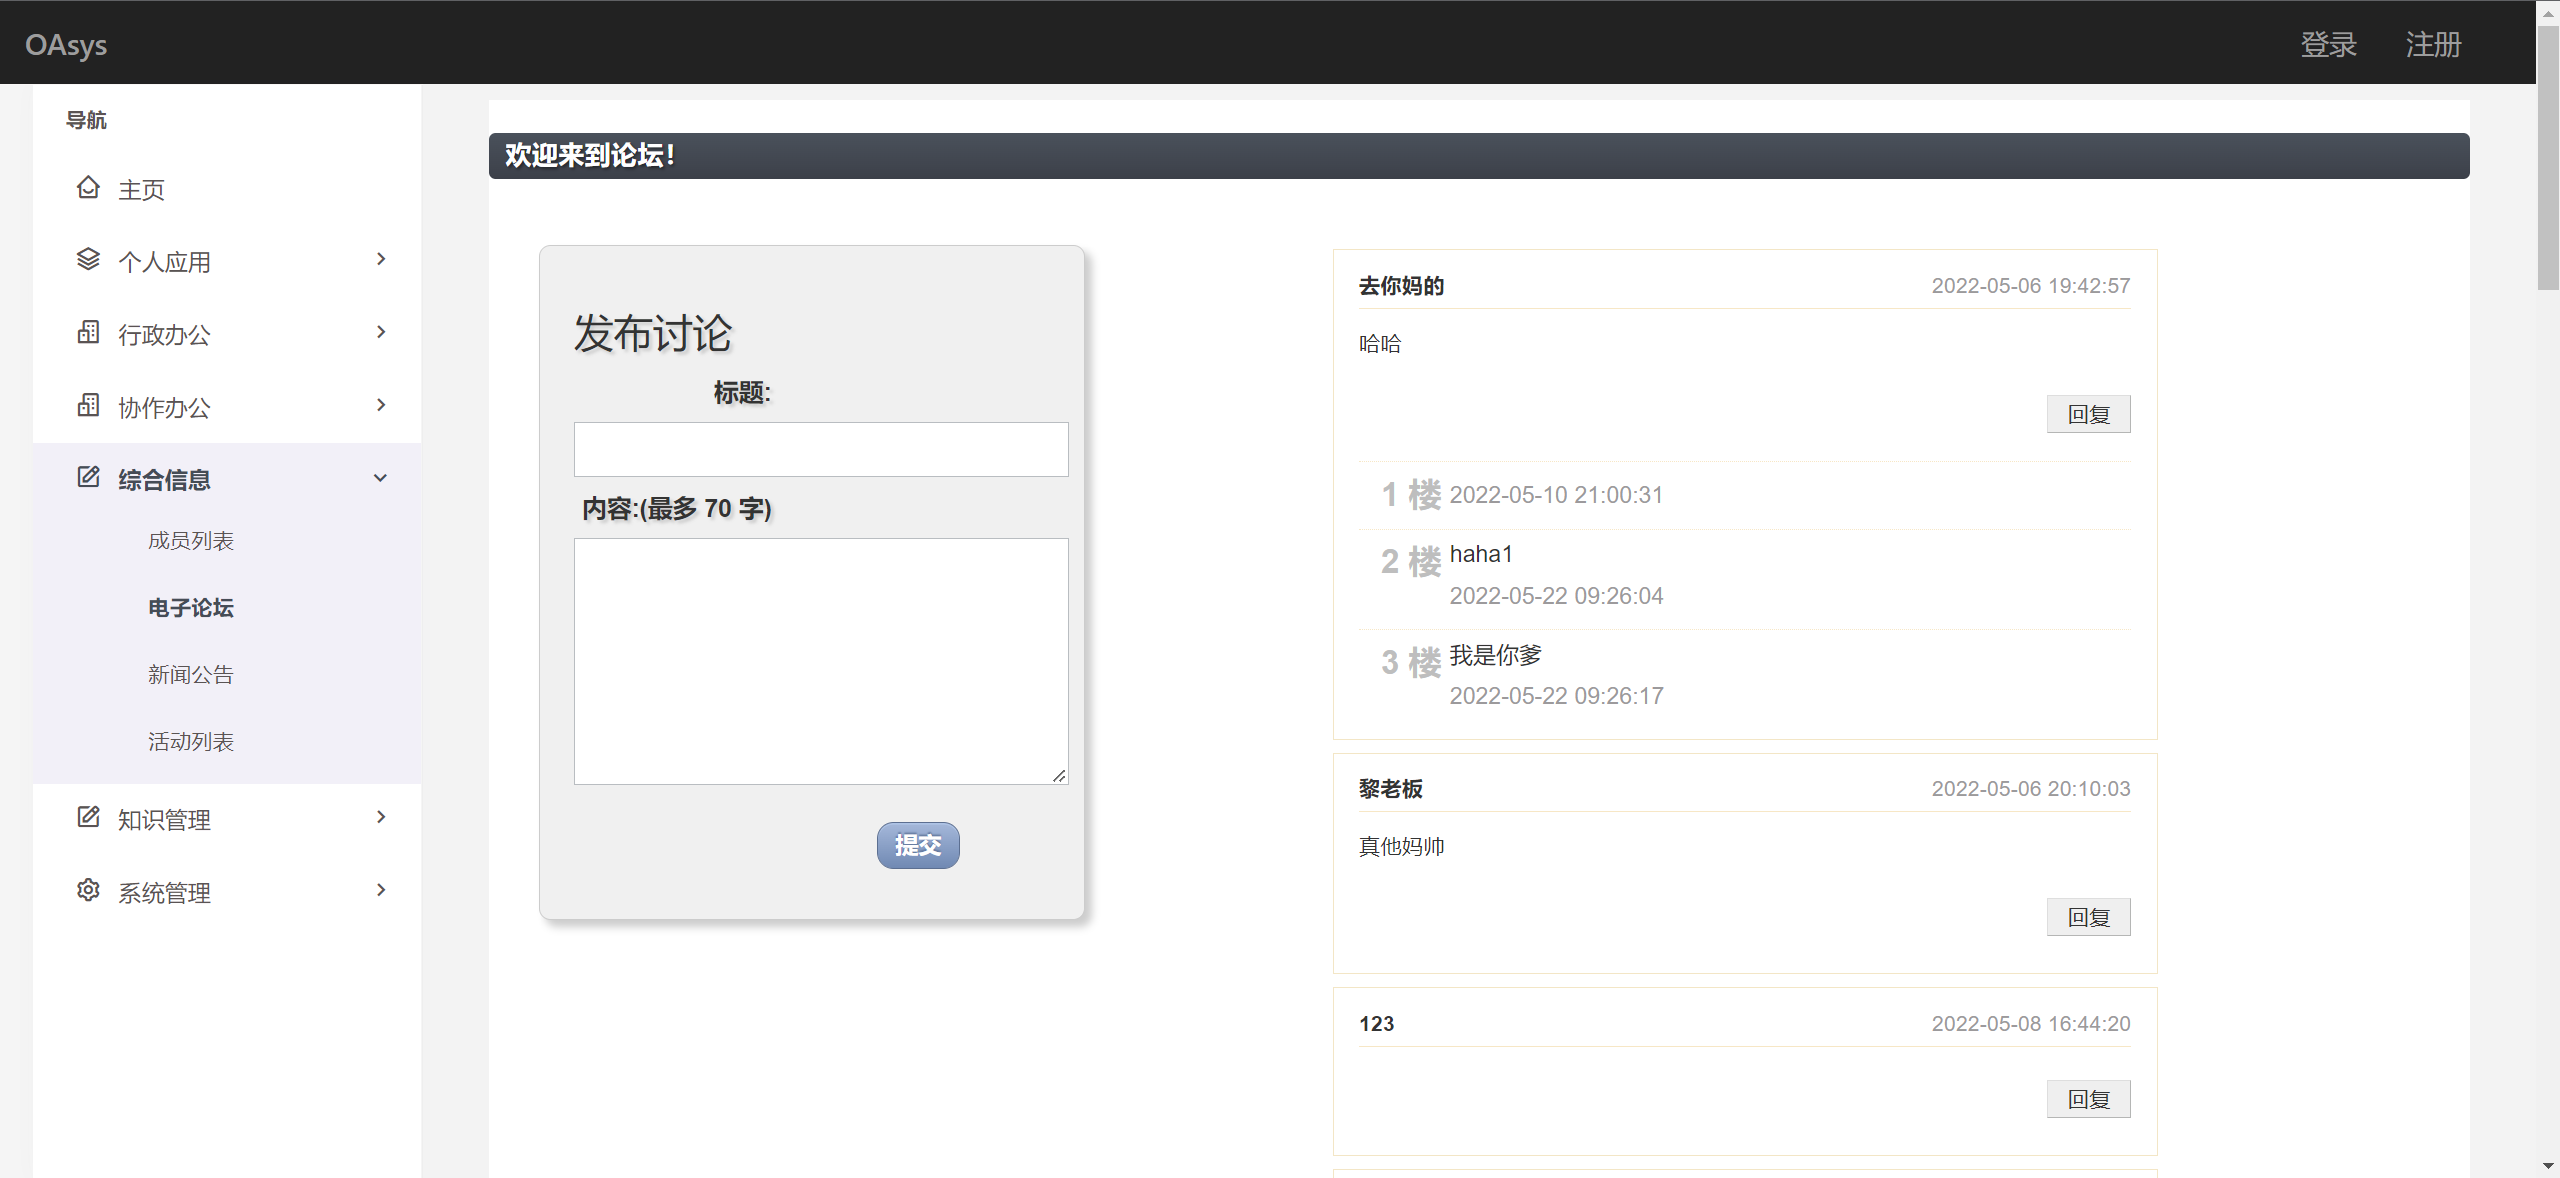 OAsys
登录
注册
导航
主页
个人应用
行政办公
协作办公
综合信息
成员列表
电子论坛
新闻公告
活动列表
知识管理
系统管理
欢迎来到论坛！
发布讨论
标题:
内容:(最多 70 字)
提交
去你妈的
2022-05-06 19:42:57
哈哈
回复
1 楼 2022-05-10 21:00:31
2 楼 haha1
2022-05-22 09:26:04
3 楼 我是你爹
2022-05-22 09:26:17
黎老板
2022-05-06 20:10:03
真他妈帅
回复
123
2022-05-08 16:44:20
回复